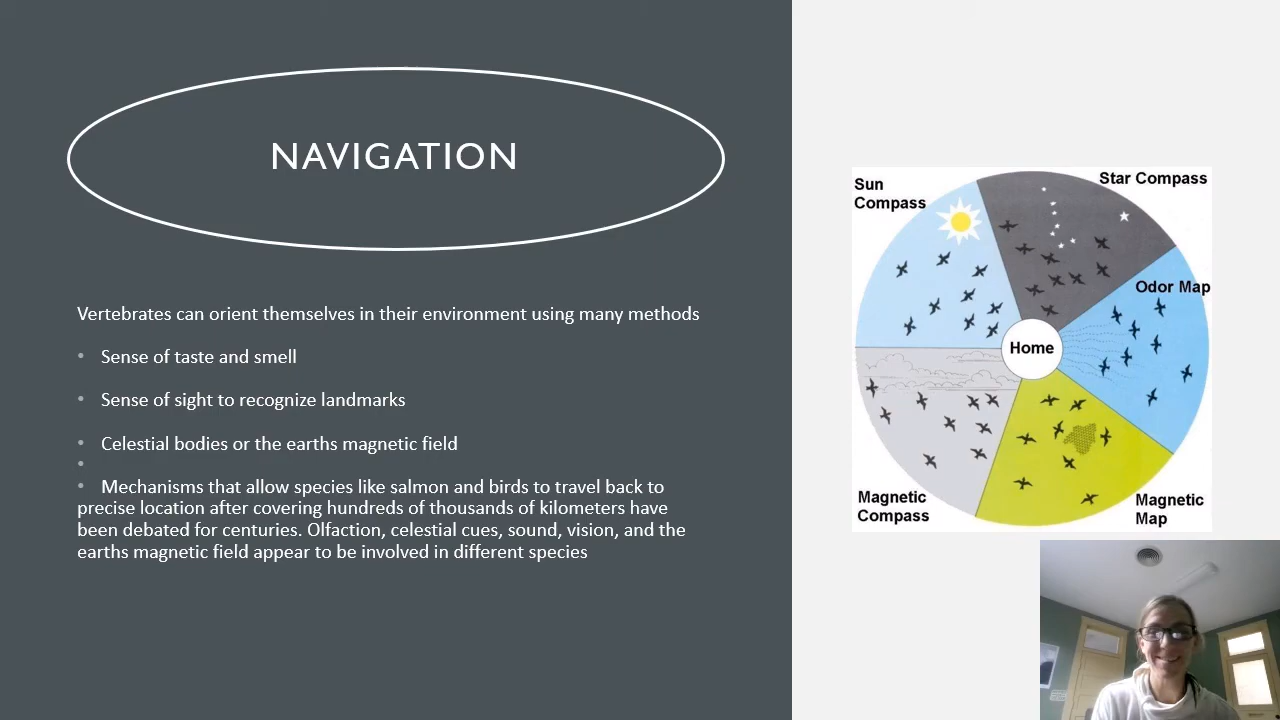 NAVIGATION
Vertebrates can orient themselves in their environment using many methods
• Sense of taste and smell
• Sense of sight to recognize landmarks
• Celestial bodies or the earths magnetic field
•
• Mechanisms that allow species like salmon and birds to travel back to
precise location after covering hundreds of thousands of kilometers have
been debated for centuries. Olfaction, celestial cues, sound, vision, and the
earths magnetic field appear to be involved in different species
Sun
Compass
Star Compass
Odor Map
Home
Magnetic
Compass
Magnetic
Map